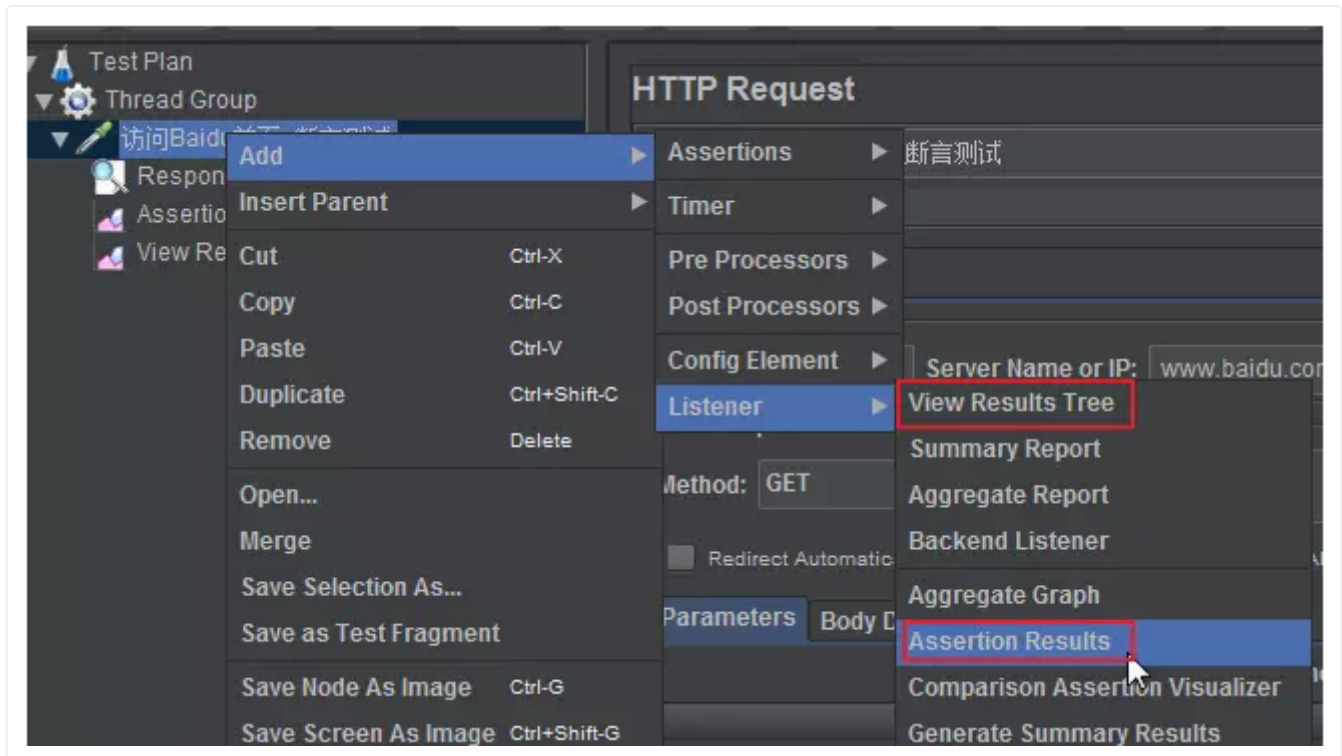 Test Plan
Thread Group
访问Baidu
Respon
Assertio
View Re
Add
Insert Parent
Cut Ctrl-X
Copy Ctrl-C
Paste Ctrl-V
Duplicate Ctrl+Shift-C
Remove Delete
Open...
Merge
Save Selection As...
Save as Test Fragment
Save Node As Image Ctrl-G
Save Screen As Image Ctrl+Shift-G
Assertions
Timer
Pre Processors
Post Processors
Config Element
Listener
HTTP Request
断言测试
Server Name or IP: www.baidu.com
Method: GET
Redirect Automatic
Parameters Body D
View Results Tree
Summary Report
Aggregate Report
Backend Listener
Aggregate Graph
Assertion Results
Comparison Assertion Visualizer
Generate Summary Results